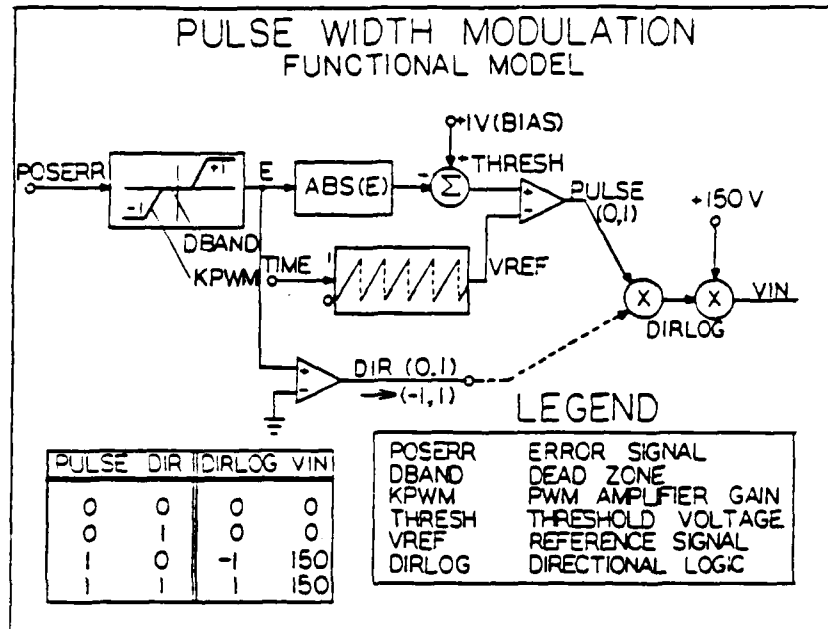 PULSE WIDTH MODULATION
FUNCTIONAL MODEL
+1V(BIAS)
POSERR
+1
-1
E
ABS(E)
-
+
THRESH
Σ
+
-
PULSE
(0,1)
+150 V
DBAND
KPWM
TIME
1
0
VREF
X
X
VIN
DIRLOG
+
-
DIR (0,1)
(-1,1)
LEGEND
PULSE DIR DIRLOG VIN
0 0 0 0
0 1 0 0
1 0 -1 150
1 1 1 150
POSERR ERROR SIGNAL
DBAND DEAD ZONE
KPWM PWM AMPLIFIER GAIN
THRESH THRESHOLD VOLTAGE
VREF REFERENCE SIGNAL
DIRLOG DIRECTIONAL LOGIC